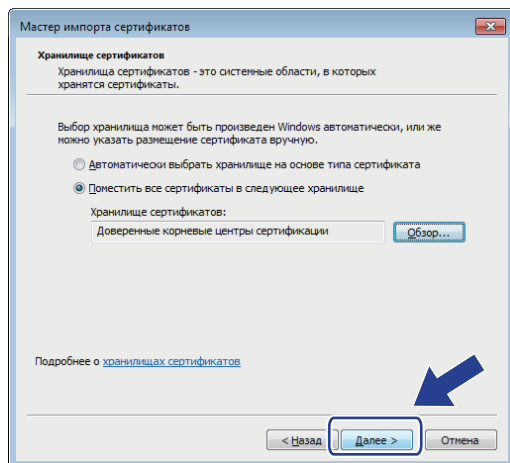 Мастер импорта сертификатов
Хранилище сертификатов
Хранилища сертификатов - это системные области, в которых
хранятся сертификаты.
Выбор хранилища может быть произведен Windows автоматически, или же
можно указать размещение сертификата вручную.
Автоматически выбрать хранилище на основе типа сертификата
Поместить все сертификаты в следующее хранилище
Хранилище сертификатов:
Доверенные корневые центры сертификации
Обзор...
Подробнее о хранилищах сертификатов
< Назад
Далее >
Отмена